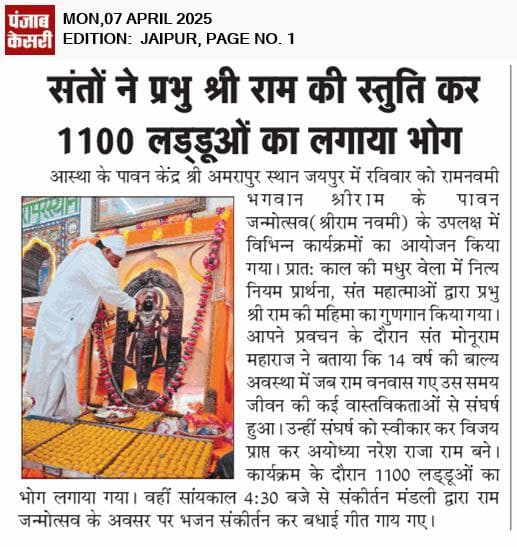 पंजाब
केसरी
MON,07 APRIL 2025
EDITION: JAIPUR, PAGE NO. 1
संतों ने प्रभु श्री राम की स्तुति कर
1100 लड्डूओं का लगाया भोग
आस्था के पावन केंद्र श्री अमरापुर स्थान जयपुर में रविवार को रामनवमी
भगवान श्रीराम के पावन
जन्मोत्सव(श्रीराम नवमी) के उपलक्ष में
विभिन्न कार्यक्रमों का आयोजन किया
गया। प्रात: काल की मधुर वेला में नित्य
नियम प्रार्थना, संत महात्माओं द्वारा प्रभु
श्री राम की महिमा का गुणगान किया गया।
आपने प्रवचन के दौरान संत मोनूराम
महाराज ने बताया कि 14 वर्ष की बाल्य
अवस्था में जब राम वनवास गए उस समय
जीवन की कई वास्तविकताओं से संघर्ष
हुआ। उन्हीं संघर्ष को स्वीकार कर विजय
प्राप्त कर अयोध्या नरेश राजा राम बने।
कार्यक्रम के दौरान 1100 लड्डूओं का
भोग लगाया गया। वहीं सांयकाल 4:30 बजे से संकीर्तन मंडली द्वारा राम
जन्मोत्सव के अवसर पर भजन संकीर्तन कर बधाई गीत गाए गए।